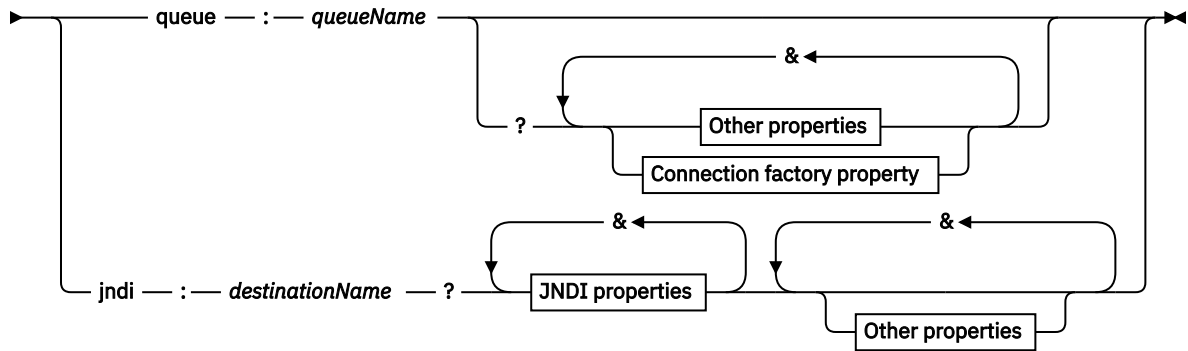 queue : queueName
&
? Other properties
Connection factory property
& &
jndi : destinationName ? JNDI properties
Other properties